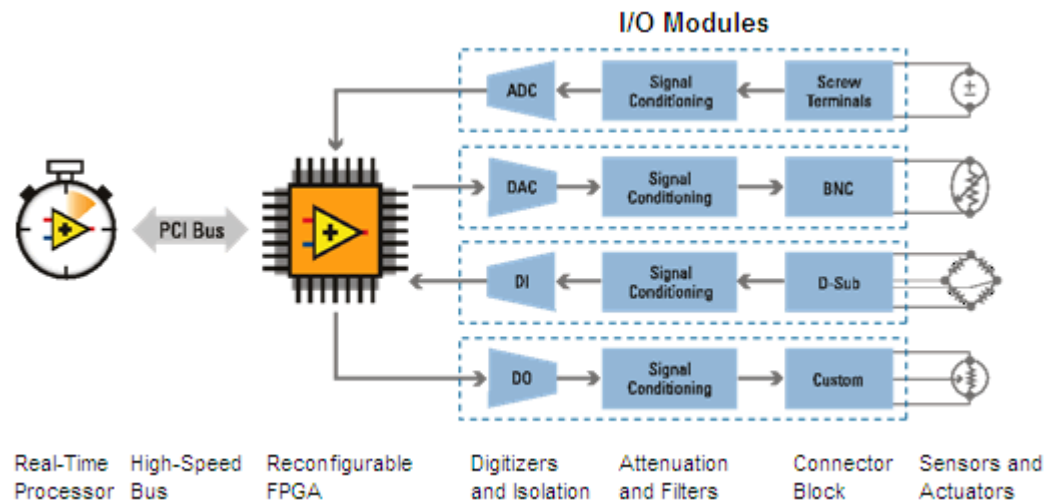 I/O Modules
ADC
Signal
Conditioning
Screw
Terminals
±
DAC
Signal
Conditioning
BNC
PCI Bus
DI
Signal
Conditioning
D-Sub
DO
Signal
Conditioning
Custom
Real-Time
Processor
High-Speed
Bus
Reconfigurable
FPGA
Digitizers
and Isolation
Attenuation
and Filters
Connector
Block
Sensors and
Actuators